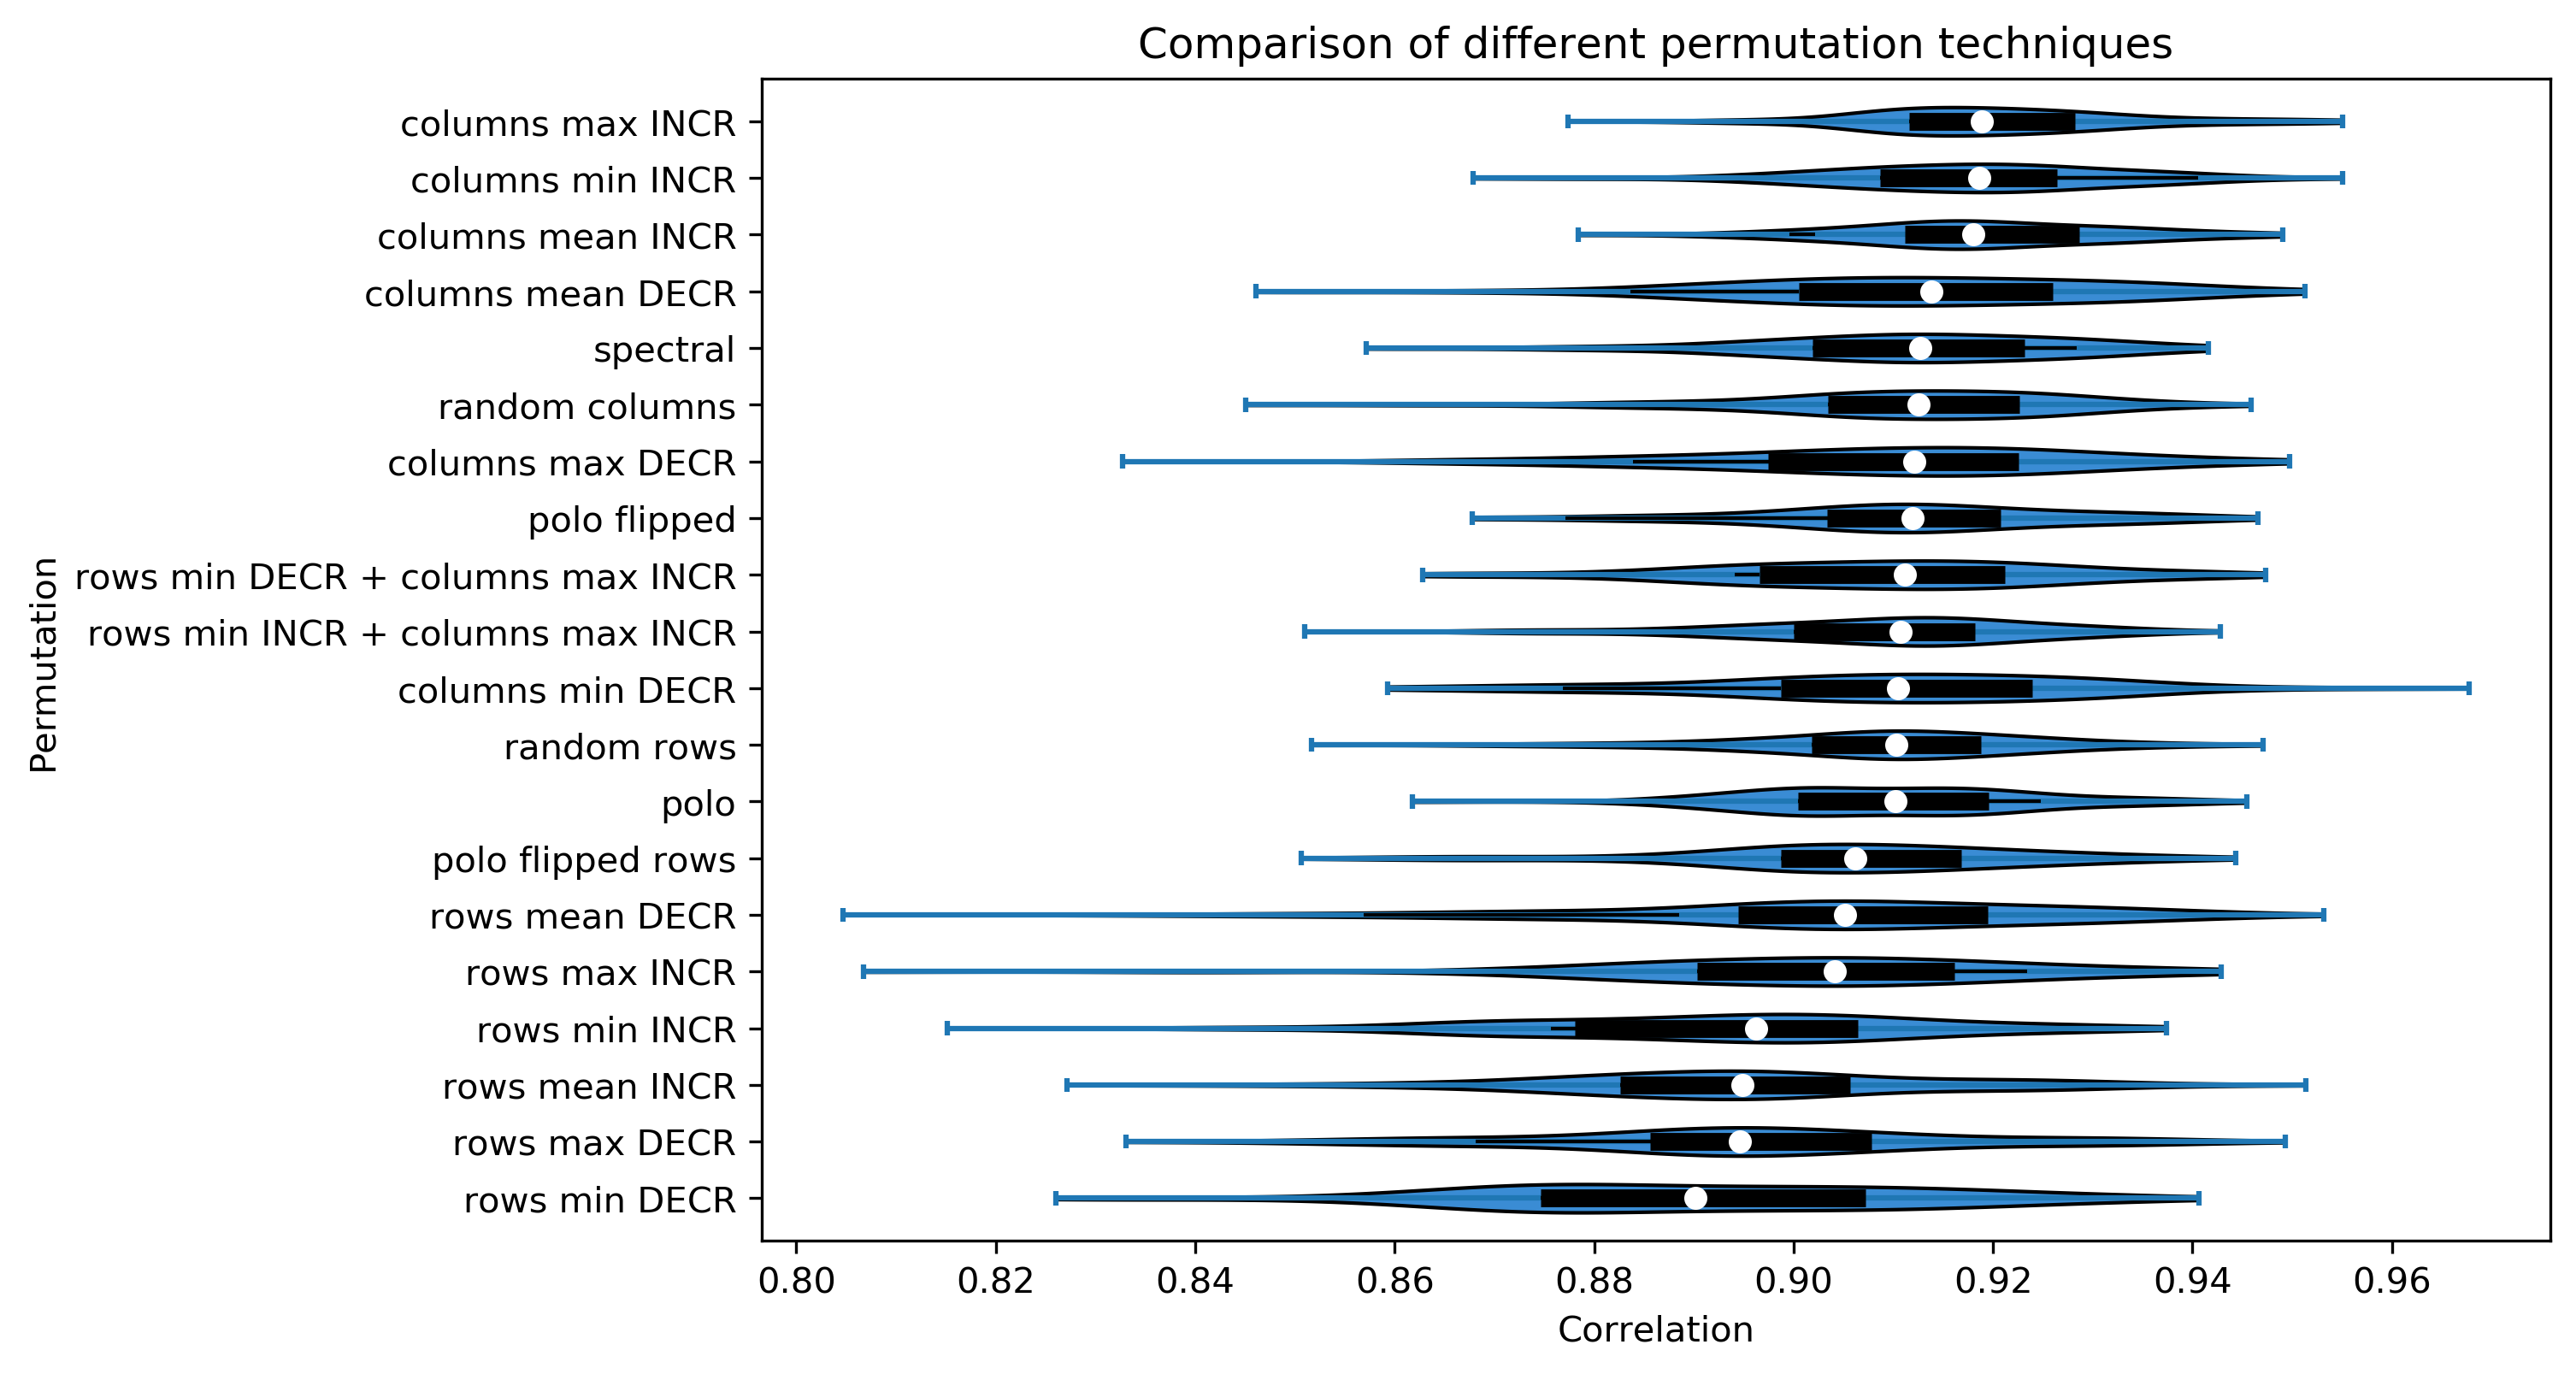 Comparison of different permutation techniques
Permutation
columns max INCR
columns min INCR
columns mean INCR
columns mean DECR
spectral
random columns
columns max DECR
polo flipped
rows min DECR + columns max INCR
rows min INCR + columns max INCR
columns min DECR
random rows
polo
polo flipped rows
rows mean DECR
rows max INCR
rows min INCR
rows mean INCR
rows max DECR
rows min DECR
0.80 0.82 0.84 0.86 0.88 0.90 0.92 0.94 0.96
Correlation